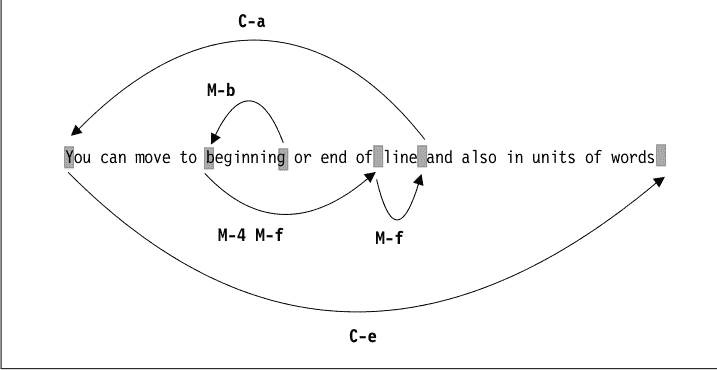 C-a
M-b
You can move to beginning or end of line and also in units of words
M-4 M-f
M-f
C-e